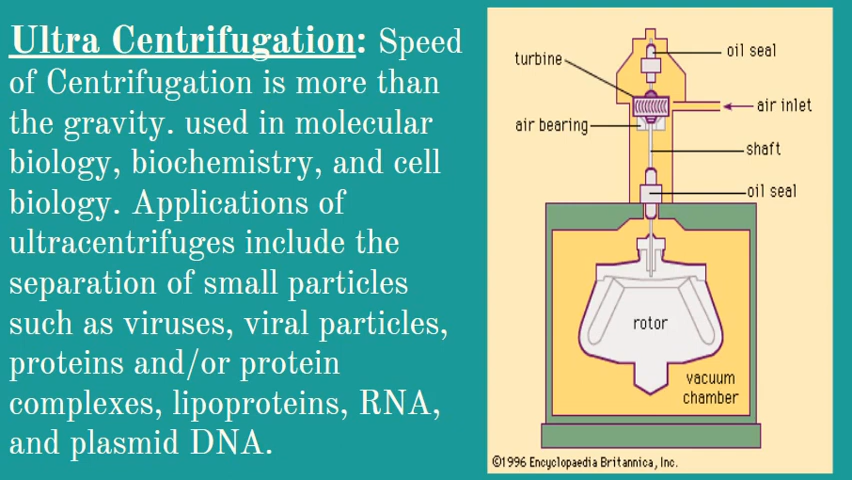 Ultra Centrifugation: Speed
of Centrifugation is more than
the gravity. used in molecular
biology, biochemistry, and cell
biology. Applications of
ultracentrifuges include the
separation of small particles
such as viruses, viral particles,
proteins and/or protein
complexes, lipoproteins, RNA,
and plasmid DNA.
oil seal
turbine
air inlet
air bearing
shaft
oil seal
rotor
vacuum
chamber
©1996 Encyclopaedia Britannica, Inc.